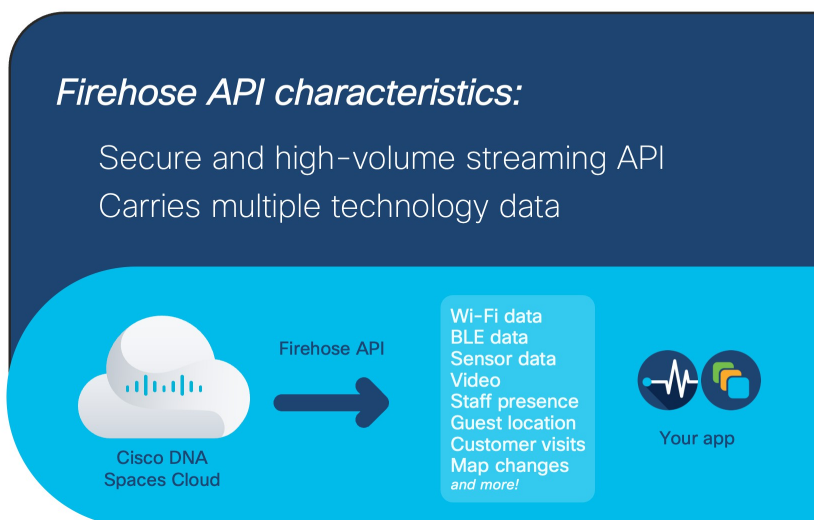 Firehose API characteristics:
Secure and high-volume streaming API
Carries multiple technology data
Firehose API
Cisco DNA
Spaces Cloud
Wi-Fi data
BLE data
Sensor data
Video
Staff presence
Guest location
Customer visits
Map changes
and more!
Your app